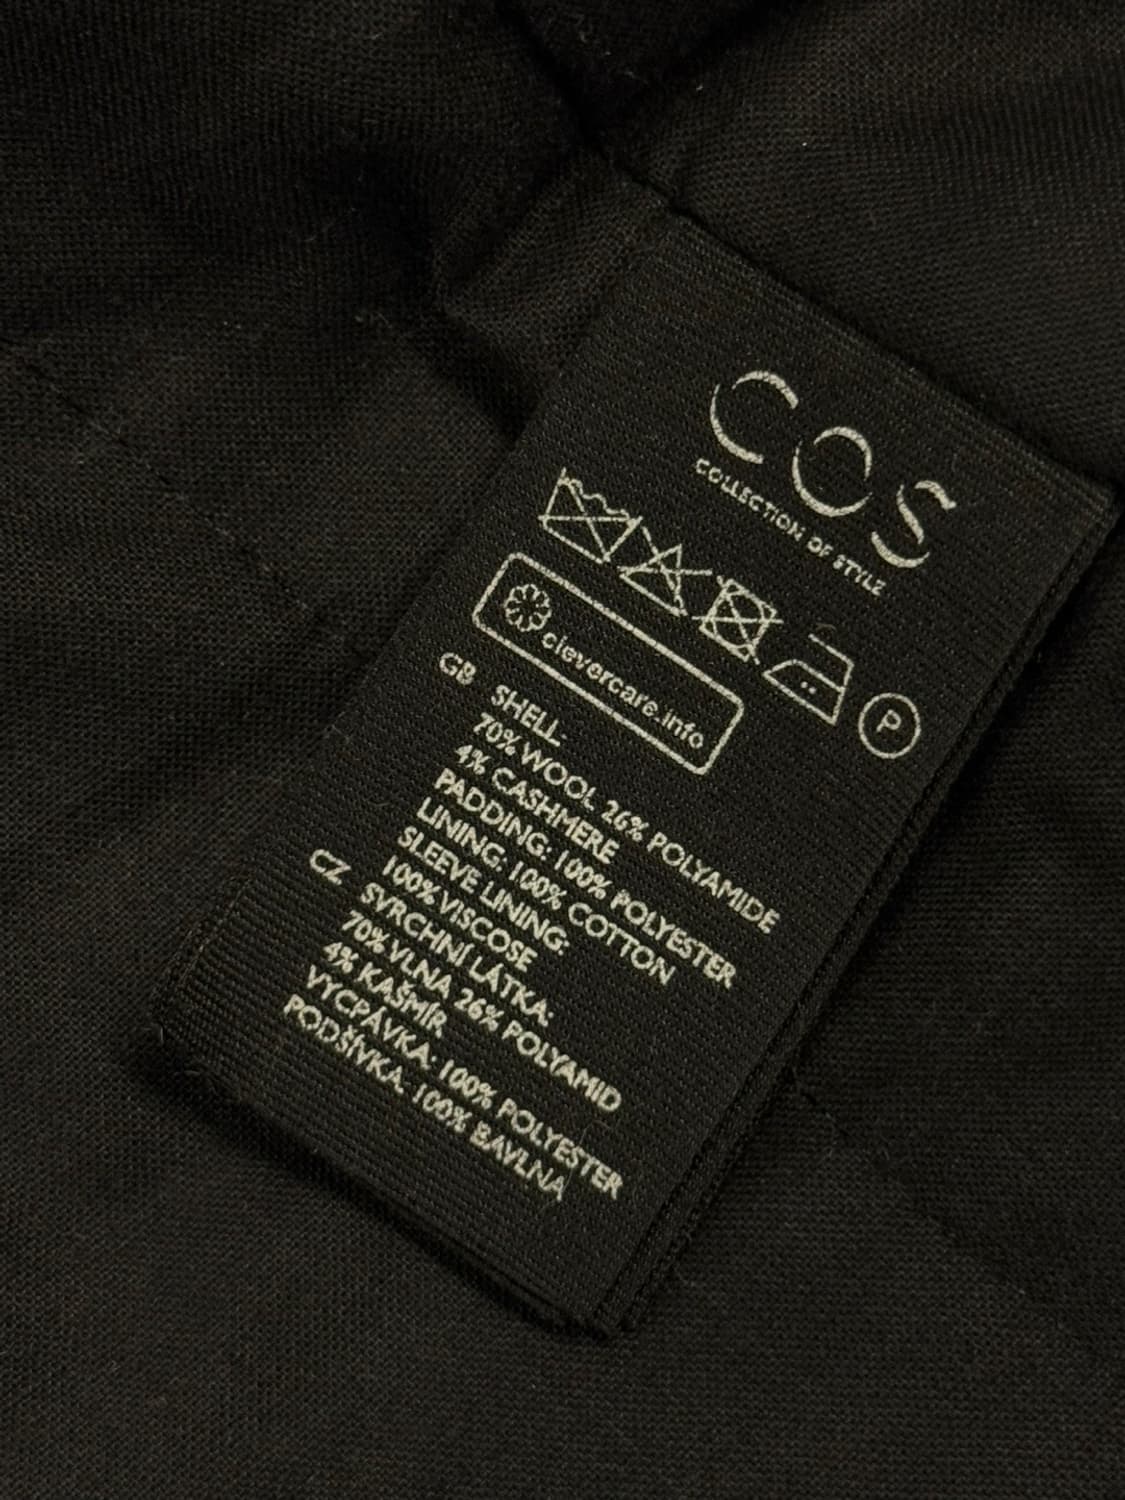 COS
COLLECTION OF STYLE
P
clevercare.info
GB SHELL:
70% WOOL 26% POLYAMIDE
4% CASHMERE
PADDING: 100% POLYESTER
LINING: 100% COTTON
SLEEVE LINING:
100% VISCOSE
CZ SVRCHNÍ LÁTKA:
70% VLNA 26% POLYAMID
4% KAŠMÍR
VYCPÁVKA: 100% POLYESTER
PODŠÍVKA: 100% BAVLNA